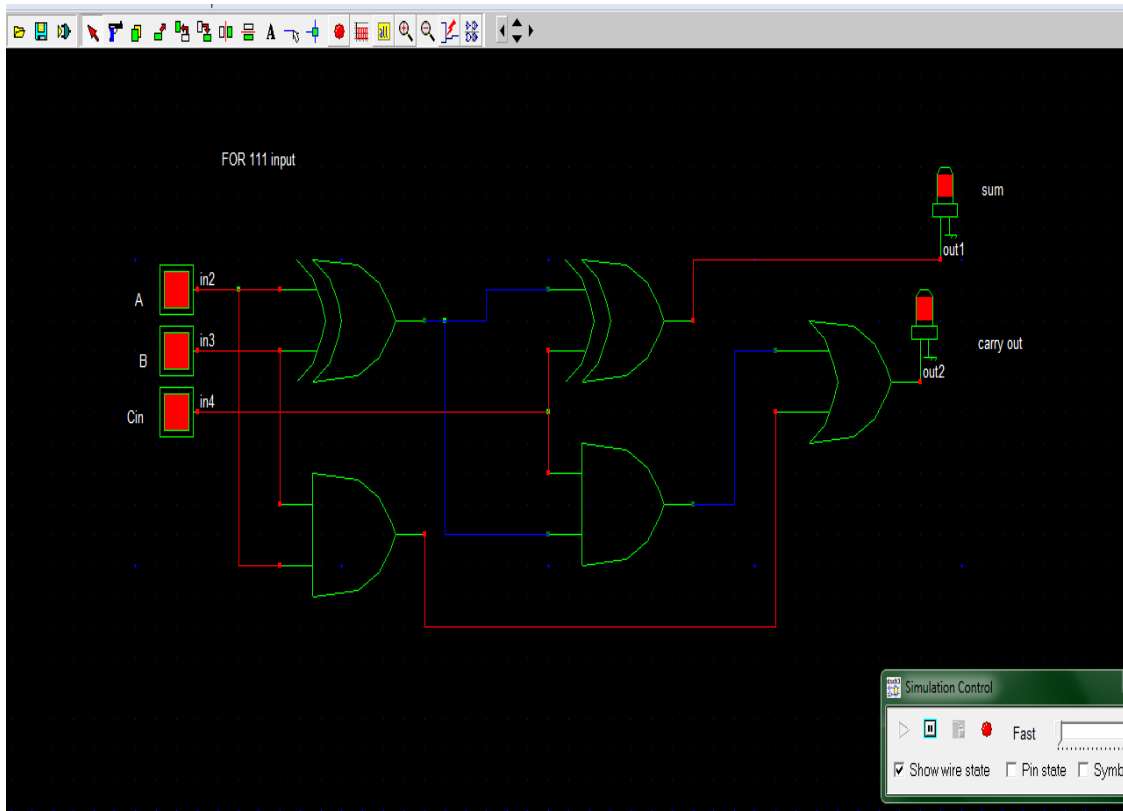 A
all
FOR 111 input
sum
out1
in2
A
in3
B
carry out
out2
in4
Cin
Simulation Control
Fast
Show wire state Pin state Symb